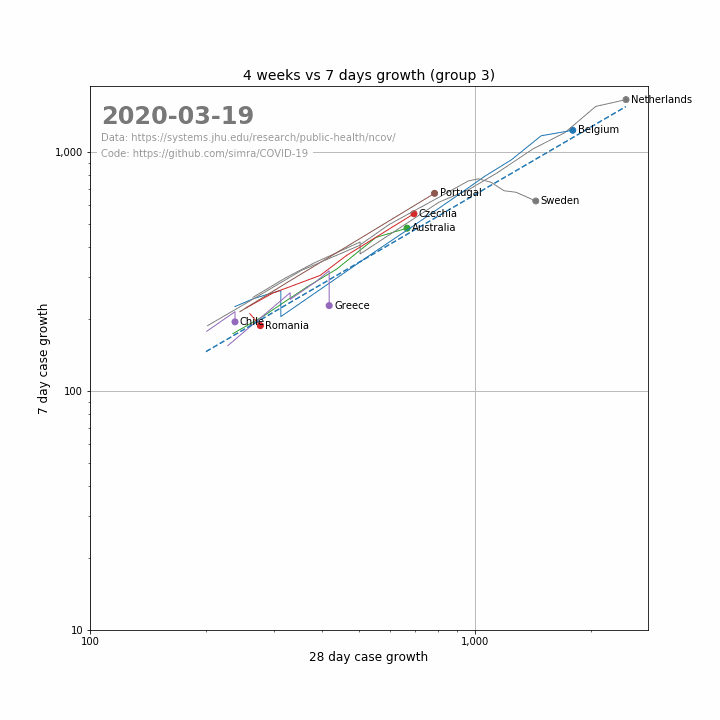 4 weeks vs 7 days growth (group 3)
2020-03-19
Data: https://systems.jhu.edu/research/public-health/ncov/
Code: https://github.com/simra/COVID-19
Netherlands
Belgium
Portugal
Sweden
Czechia
Australia
Greece
Chile
Romania
1,000
100
10
7 day case growth
100
1,000
28 day case growth